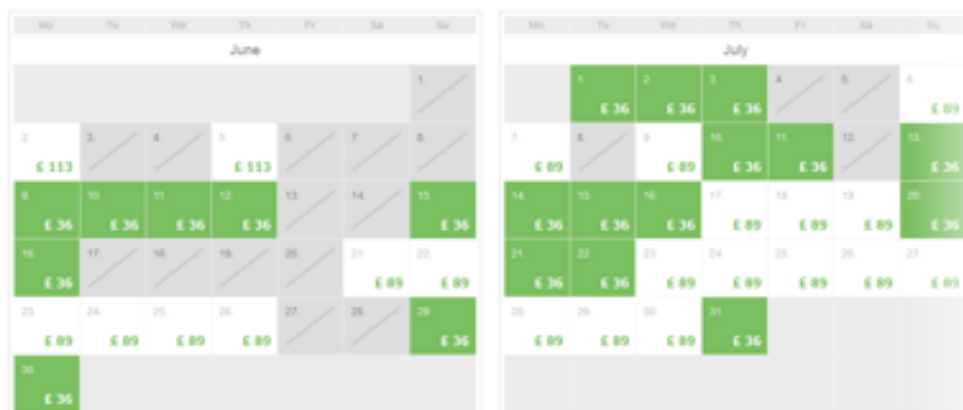 Mo Tu We Th Fr Sa Su
June
1.
2. 3. 4. 5. 6. 7. 8.
£ 113 £ 113
9. 10. 11. 12. 13. 14. 15.
£ 36 £ 36 £ 36 £ 36 £ 36
16. 17. 18. 19. 20. 21. 22.
£ 36 £ 89 £ 89
23. 24. 25. 26. 27. 28. 29.
£ 89 £ 89 £ 89 £ 89 £ 36
30.
£ 36
Mo Tu We Th Fr Sa Su
July
1. 2. 3. 4. 5. 6.
£ 36 £ 36 £ 36 £ 89
7. 8. 9. 10. 11. 12. 13.
£ 89 £ 89 £ 36 £ 36 £ 36
14. 15. 16. 17. 18. 19. 20.
£ 36 £ 36 £ 36 £ 89 £ 89 £ 89 £ 36
21. 22. 23. 24. 25. 26. 27.
£ 36 £ 36 £ 89 £ 89 £ 89 £ 89 £ 89
28. 29. 30. 31.
£ 89 £ 89 £ 89 £ 36